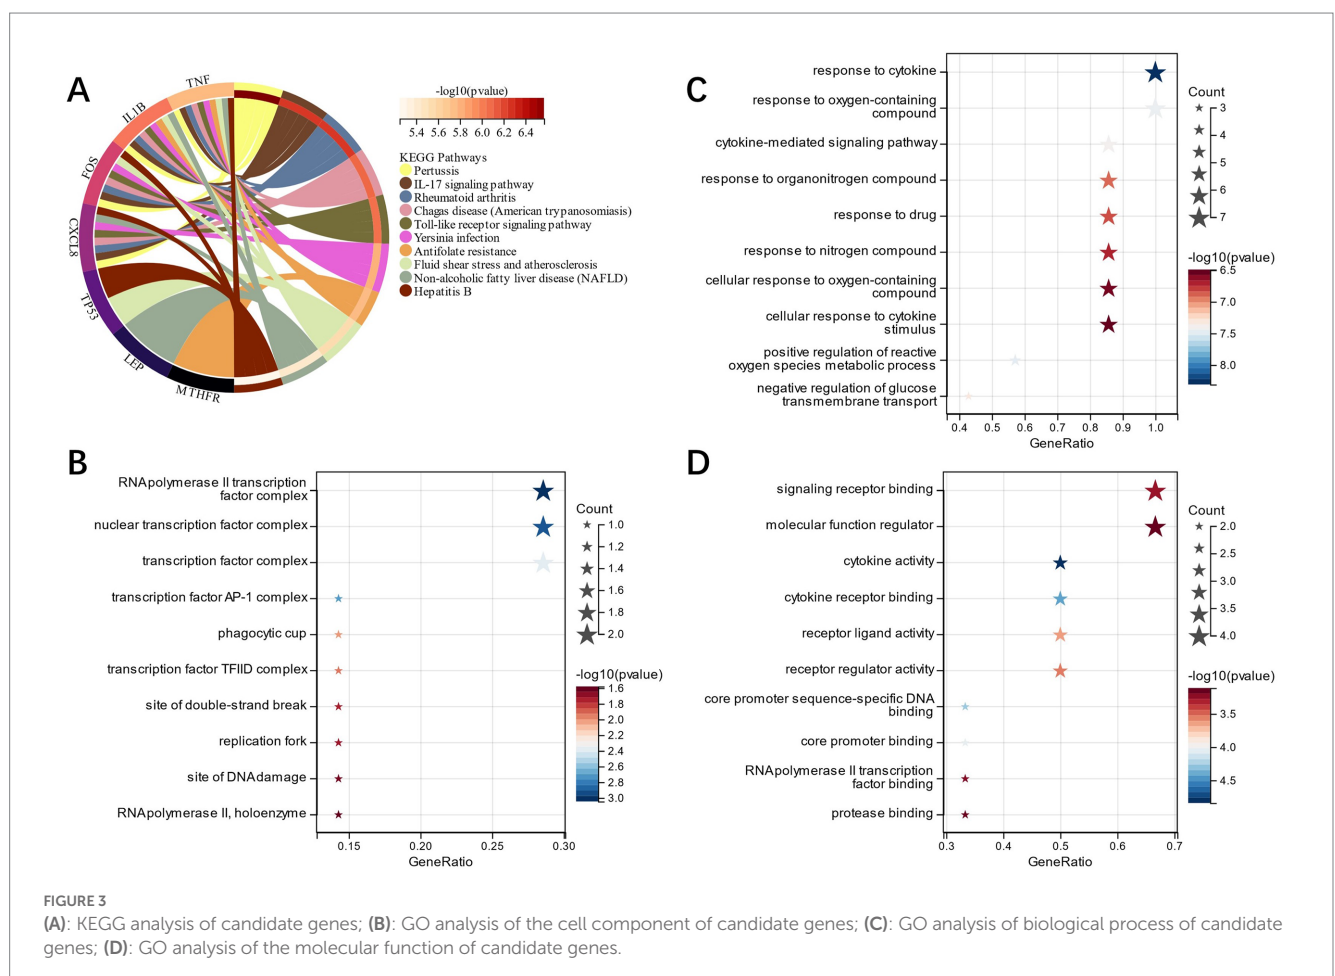 A
TNF
IL1B
FOS
CXCL8
TP53
LEP
MTHFR
-log10(pvalue)
5.4 5.6 5.8 6.0 6.2 6.4
KEGG Pathways
Pertussis
IL-17 signaling pathway
Rheumatoid arthritis
Chagas disease (American trypanosomiasis)
Toll-like receptor signaling pathway
Yersinia infection
Antifolate resistance
Fluid shear stress and atherosclerosis
Non-alcoholic fatty liver disease (NAFLD)
Hepatitis B
C
response to cytokine
response to oxygen-containing
compound
cytokine-mediated signaling pathway
response to organonitrogen compound
response to drug
response to nitrogen compound
cellular response to oxygen-containing
compound
cellular response to cytokine
stimulus
positive regulation of reactive
oxygen species metabolic process
negative regulation of glucose
transmembrane transport
0.4 0.5 0.6 0.7 0.8 0.9 1.0
GeneRatio
Count
3
4
5
6
7
-log10(pvalue)
6.5
7.0
7.5
8.0
B
RNApolymerase II transcription
factor complex
nuclear transcription factor complex
transcription factor complex
transcription factor AP-1 complex
phagocytic cup
transcription factor TFIID complex
site of double-strand break
replication fork
site of DNAdamage
RNApolymerase II, holoenzyme
0.15 0.20 0.25 0.30
GeneRatio
Count
1.0
1.2
1.4
1.6
1.8
2.0
-log10(pvalue)
1.6
1.8
2.0
2.2
2.4
2.6
2.8
3.0
D
signaling receptor binding
molecular function regulator
cytokine activity
cytokine receptor binding
receptor ligand activity
receptor regulator activity
core promoter sequence-specific DNA
binding
core promoter binding
RNApolymerase II transcription
factor binding
protease binding
0.3 0.4 0.5 0.6 0.7
GeneRatio
Count
2.0
2.5
3.0
3.5
4.0
-log10(pvalue)
3.5
4.0
4.5
FIGURE 3
(A): KEGG analysis of candidate genes; (B): GO analysis of the cell component of candidate genes; (C): GO analysis of biological process of candidate
genes; (D): GO analysis of the molecular function of candidate genes.